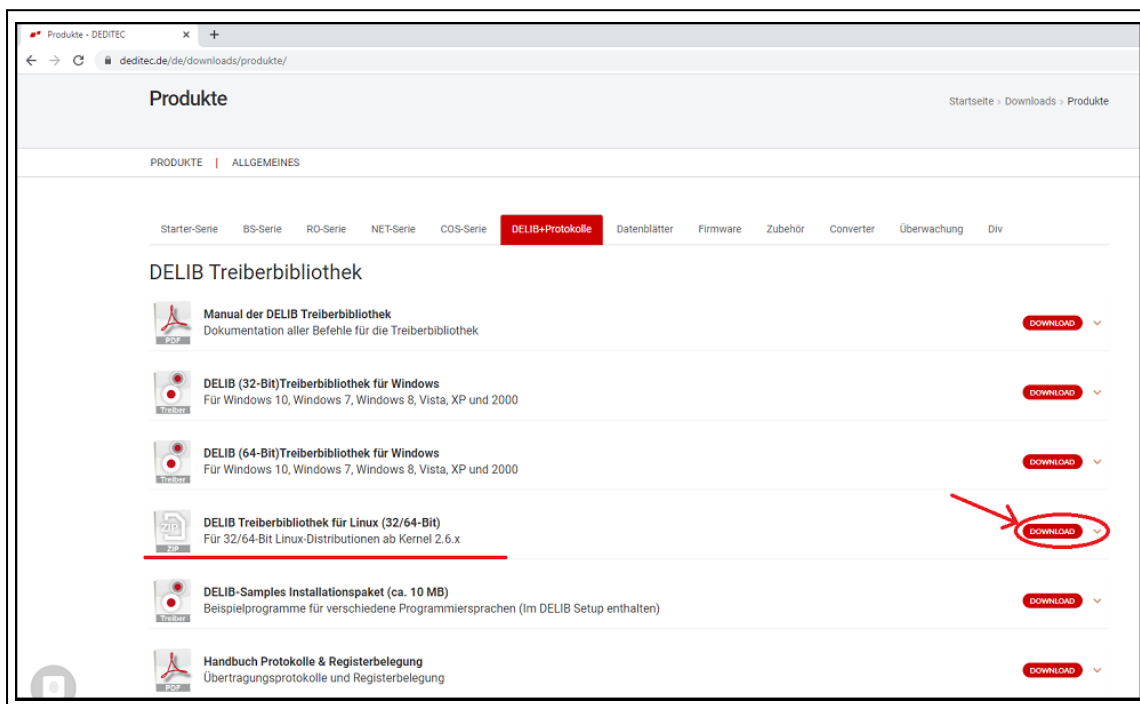 Produkte - DEDITEC
deditec.de/de/downloads/produkte/
Produkte
Startseite > Downloads > Produkte
PRODUKTE | ALLGEMEINES
Starter-Serie BS-Serie RO-Serie NET-Serie COS-Serie DELIB+Protokolle Datenblätter Firmware Zubehör Converter Überwachung Div
DELIB Treiberbibliothek
Manual der DELIB Treiberbibliothek
Dokumentation aller Befehle für die Treiberbibliothek
PDF
DOWNLOAD
DELIB (32-Bit)Treiberbibliothek für Windows
Für Windows 10, Windows 7, Windows 8, Vista, XP und 2000
Treiber
DOWNLOAD
DELIB (64-Bit)Treiberbibliothek für Windows
Für Windows 10, Windows 7, Windows 8, Vista, XP und 2000
Treiber
DOWNLOAD
DELIB Treiberbibliothek für Linux (32/64-Bit)
Für 32/64-Bit Linux-Distributionen ab Kernel 2.6.x
ZIP
ZIP
DOWNLOAD
DELIB-Samples Installationspaket (ca. 10 MB)
Beispielprogramme für verschiedene Programmiersprachen (Im DELIB Setup enthalten)
Treiber
DOWNLOAD
Handbuch Protokolle & Registerbelegung
Übertragungsprotokolle und Registerbelegung
PDF
DOWNLOAD